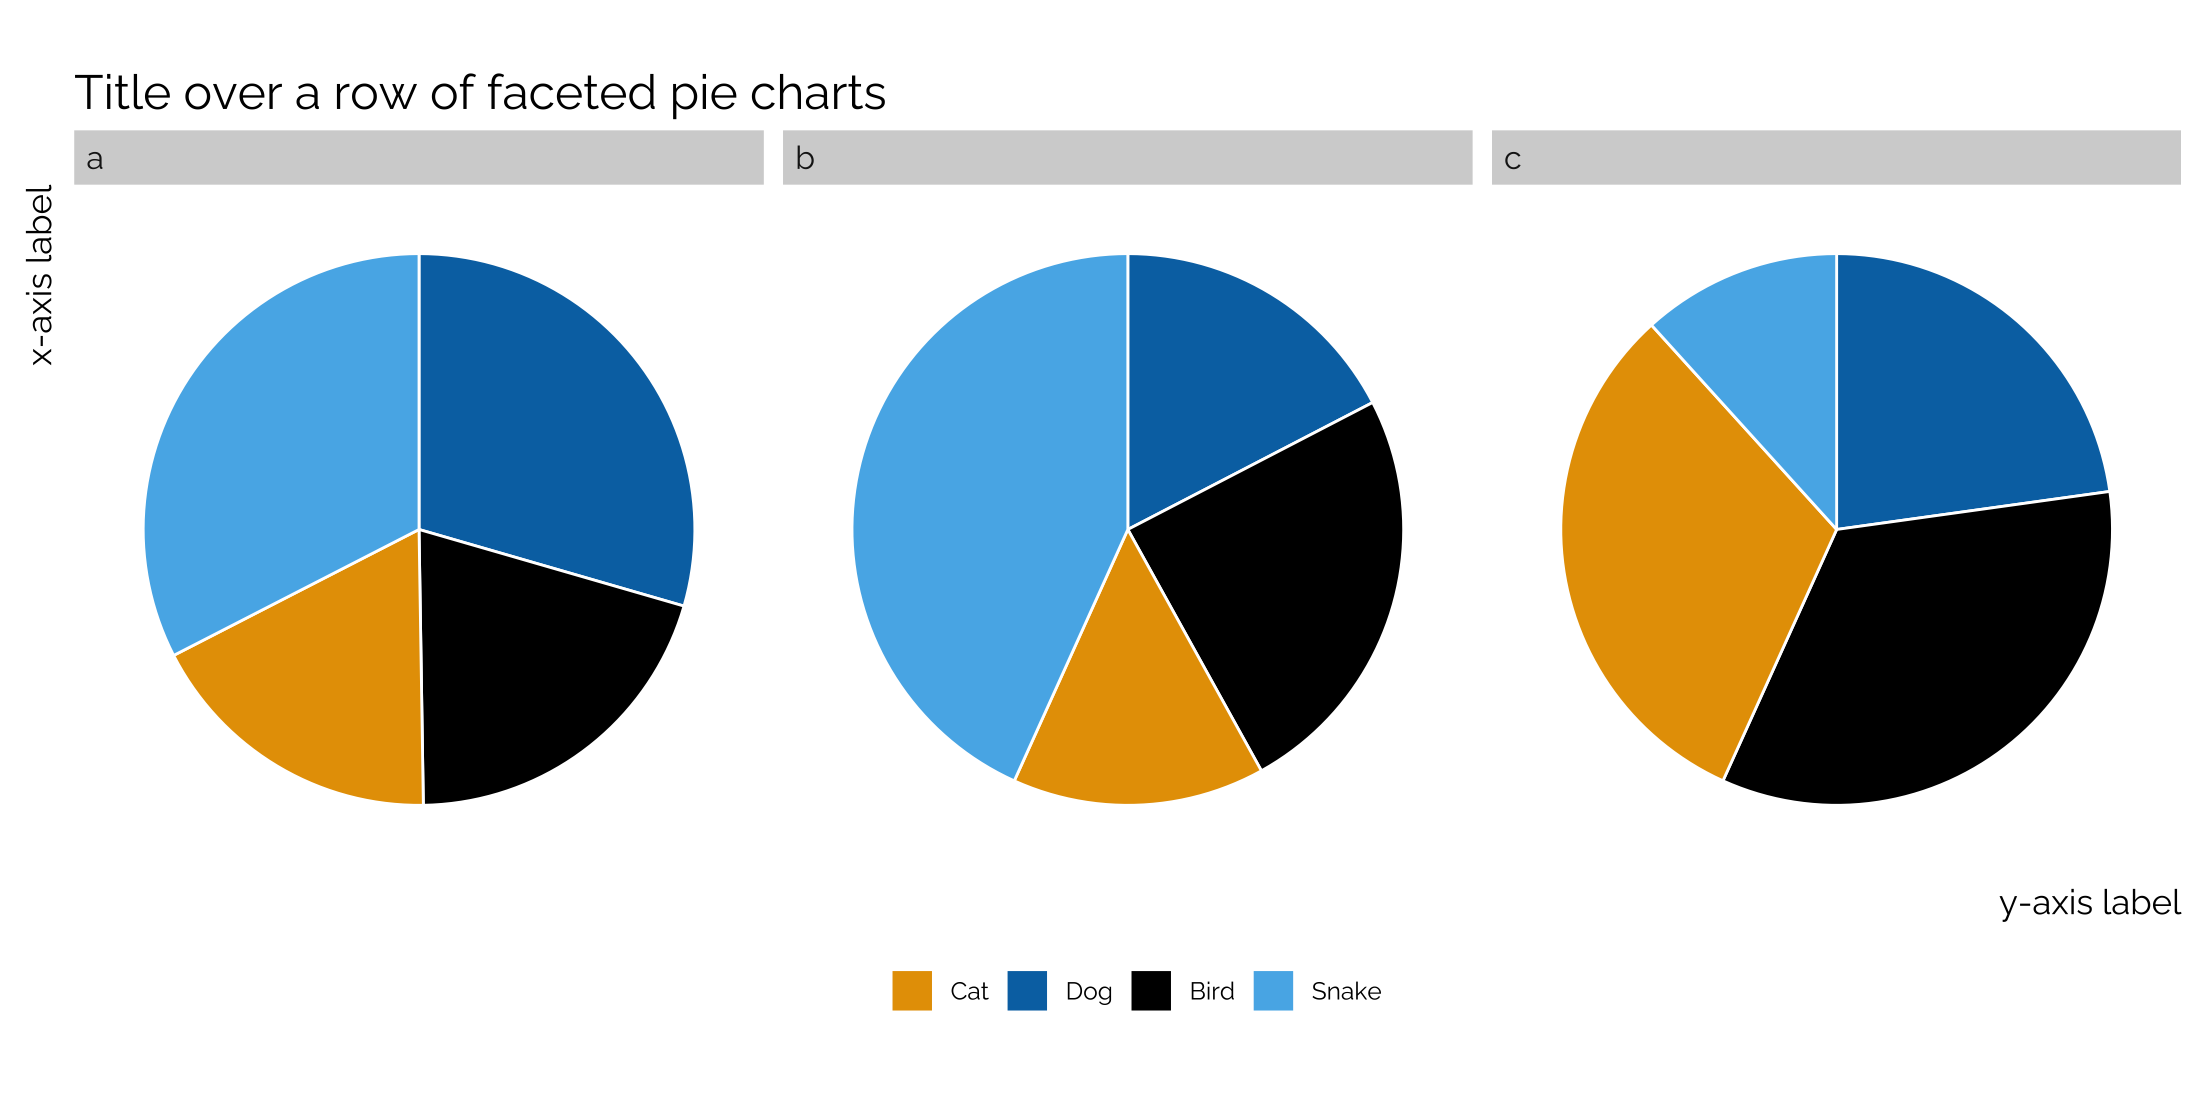 Title over a row of faceted pie charts
a
b
c
x-axis label
y-axis label
Cat
Dog
Bird
Snake